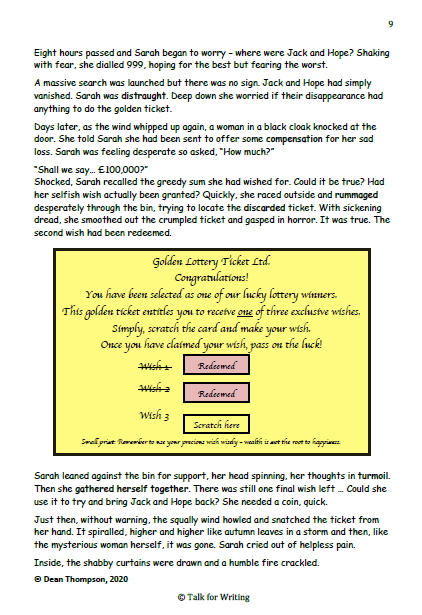 9
Eight hours passed and Sarah began to worry – where were Jack and Hope? Shaking
with fear, she dialled 999, hoping for the best but fearing the worst.
A massive search was launched but there was no sign. Jack and Hope had simply
vanished. Sarah was distraught. Deep down she worried if their disappearance had
anything to do the golden ticket.
Days later, as the wind whipped up again, a woman in a black cloak knocked at the
door. She told Sarah she had been sent to offer some compensation for her sad
loss. Sarah was feeling desperate so asked, “How much?”
“Shall we say... £100,000?”
Shocked, Sarah recalled the greedy sum she had wished for. Could it be true? Had
her selfish wish actually been granted? Quickly, she raced outside and rummaged
desperately through the bin, trying to locate the discarded ticket. With sickening
dread, she smoothed out the crumpled ticket and gasped in horror. It was true. The
second wish had been redeemed.
Golden Lottery Ticket Ltd.
Congratulations!
You have been selected as one of our lucky lottery winners.
This golden ticket entitles you to receive one of three exclusive wishes.
Simply, scratch the card and make your wish.
Once you have claimed your wish, pass on the luck!
Wish 1 Redeemed
Wish 2 Redeemed
Wish 3 Scratch here
Small print: Remember to use your precious wish wisely – wealth is not the root to happiness.
Sarah leaned against the bin for support, her head spinning, her thoughts in turmoil.
Then she gathered herself together. There was still one final wish left ... Could she
use it to try and bring Jack and Hope back? She needed a coin, quick.
Just then, without warning, the squally wind howled and snatched the ticket from
her hand. It spiralled, higher and higher like autumn leaves in a storm and then, like
the mysterious woman herself, it was gone. Sarah cried out of helpless pain.
Inside, the shabby curtains were drawn and a humble fire crackled.
© Dean Thompson, 2020
© Talk for Writing